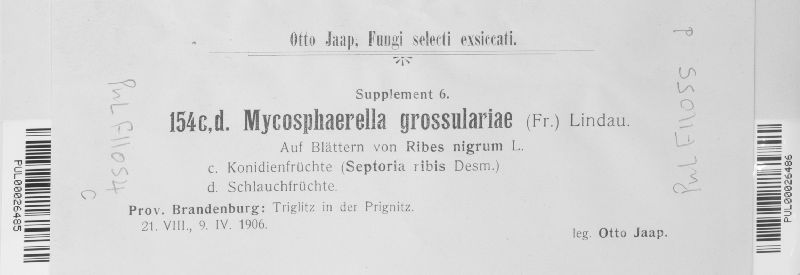 Otto Jaap, Fungi selecti exsiccati.
Supplement 6.
154c,d. Mycosphaerella grossulariae (Fr.) Lindau.
Auf Blättern von Ribes nigrum L.
c. Konidienfrüchte (Septoria ribis Desm.)
d. Schlauchfrüchte.
Prov. Brandenburg: Triglitz in der Prignitz.
21. VIII., 9. IV. 1906.
leg. Otto Jaap.
PUL F11054
c
PUL F11055
d
PUL00026485
PUL00026486